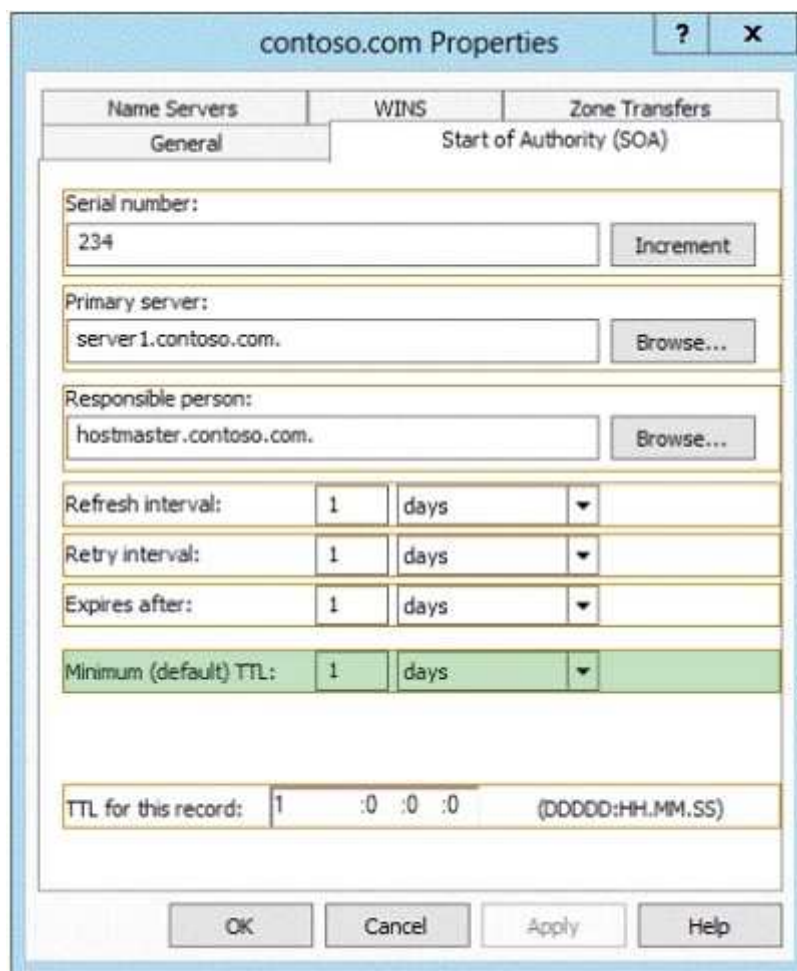 contoso.com Properties ? x
Name Servers WINS Zone Transfers
General Start of Authority (SOA)
Serial number:
234 Increment
Primary server:
server1.contoso.com. Browse...
Responsible person:
hostmaster.contoso.com. Browse...
Refresh interval: 1 days
Retry interval: 1 days
Expires after: 1 days
Minimum (default) TTL: 1 days
TTL for this record: 1 :0 :0 :0 (DDDDD:HH.MM.SS)
OK Cancel Apply Help